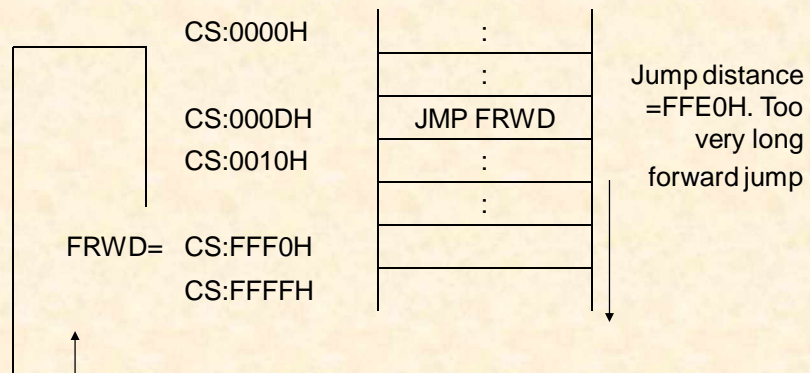 CS:0000H :
:
CS:000DH JMP FRWD
CS:0010H :
:
FRWD= CS:FFF0H
CS:FFFFH
Jump distance
=FFE0H. Too
very long
forward jump